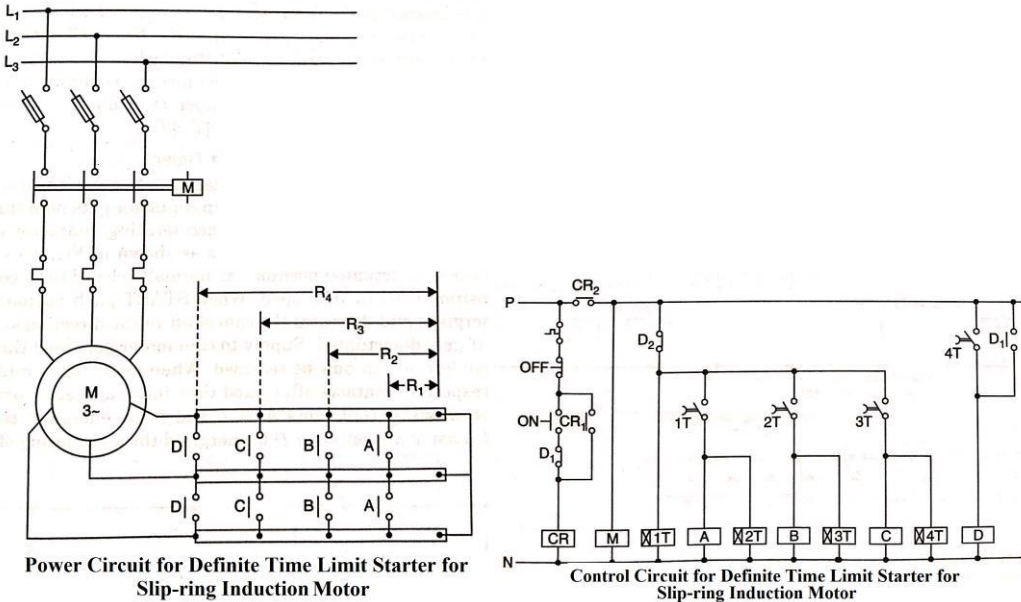 L1
L2
L3
M
R4
R3
R2
R1
M
3~
D C B A
D C B A
Power Circuit for Definite Time Limit Starter for
Slip-ring Induction Motor
P
CR2
D2
4T
D1
OFF
ON
CR1
1T
2T
3T
D1
CR
M
1T
A
2T
B
3T
C
4T
D
N
Control Circuit for Definite Time Limit Starter for
Slip-ring Induction Motor